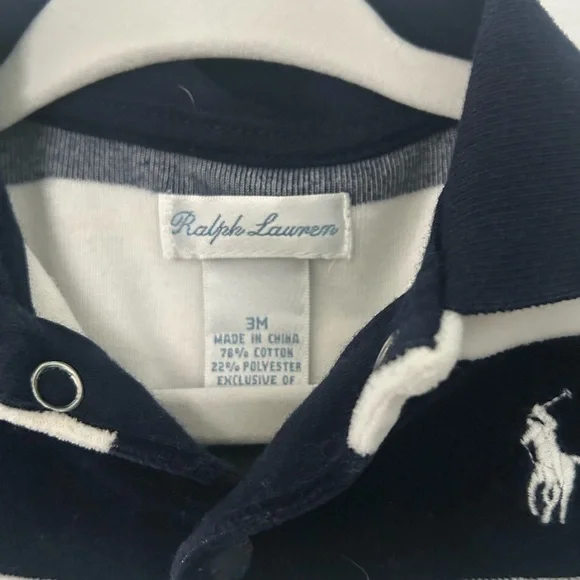 Ralph Lauren
3M
MADE IN CHINA
78% COTTON
22% POLYESTER
EXCLUSIVE OF